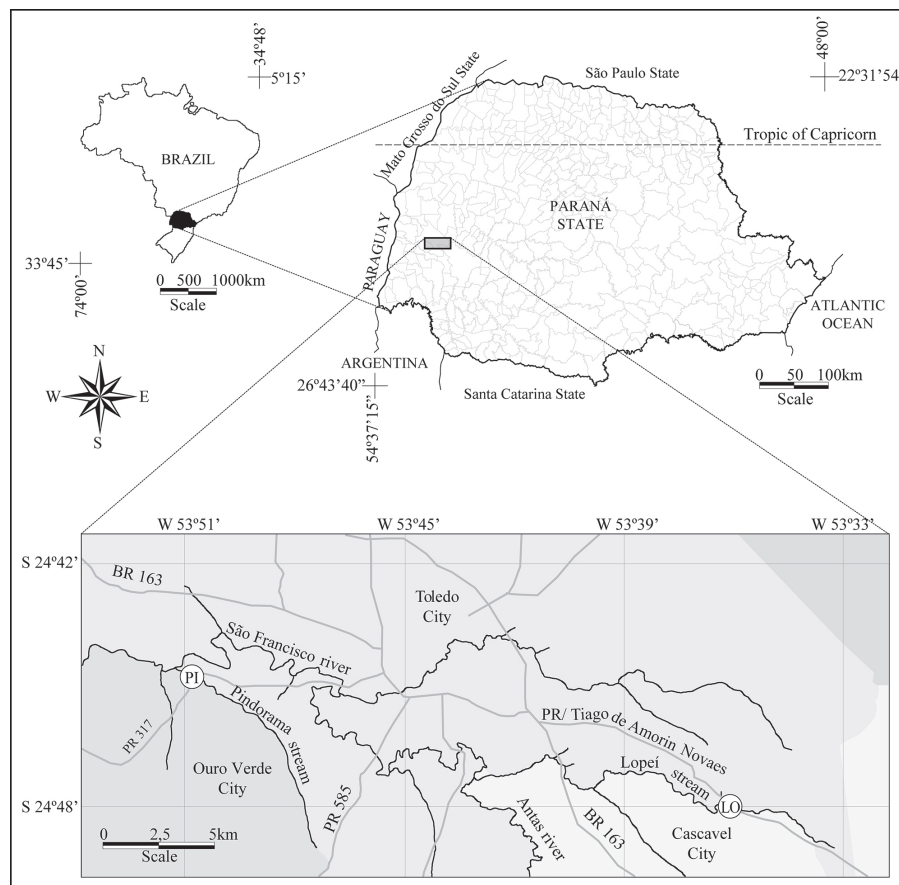 34º48’
5º15’
BRAZIL
33º45’
74º00’
0 500 1000km
Scale
N
W E
S
48º00’
22º31’54
São Paulo State
Mato Grosso do Sul State
Tropic of Capricorn
PARANÁ
STATE
PARAGUAY
ATLANTIC
OCEAN
ARGENTINA
26º43’40”
54º37’15”
Santa Catarina State
0 50 100km
Scale
W 53º51’
W 53º45’
W 53º39’
W 53º33’
S 24º42’
BR 163
Toledo
City
São Francisco river
PI
Pindorama stream
PR 317
PR/ Tiago de Amorin Novaes
Lopeí stream
Ouro Verde
City
S 24º48’
PR 585
LO
Antas river
BR 163
Cascavel
City
0 2,5 5km
Scale